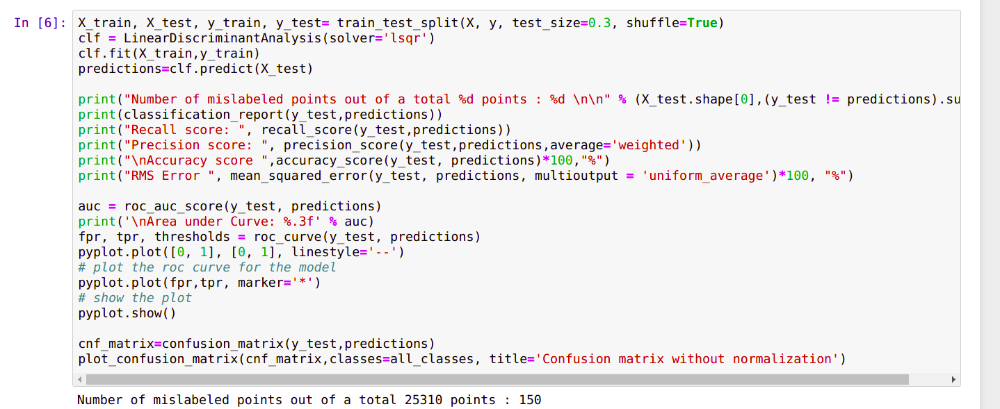 In [6]: X_train, X_test, y_train, y_test= train_test_split(X, y, test_size=0.3, shuffle=True)
clf = LinearDiscriminantAnalysis(solver='lsqr')
clf.fit(X_train,y_train)
predictions=clf.predict(X_test)
print("Number of mislabeled points out of a total %d points : %d \n\n" % (X_test.shape[0],(y_test != predictions).su
print(classification_report(y_test,predictions))
print("Recall score: ", recall_score(y_test,predictions))
print("Precision score: ", precision_score(y_test,predictions,average='weighted'))
print("\nAccuracy score ",accuracy_score(y_test, predictions)*100,"%")
print("RMS Error ", mean_squared_error(y_test, predictions, multioutput = 'uniform_average')*100, "%")
auc = roc_auc_score(y_test, predictions)
print('\nArea under Curve: %.3f' % auc)
fpr, tpr, thresholds = roc_curve(y_test, predictions)
pyplot.plot([0, 1], [0, 1], linestyle='--')
# plot the roc curve for the model
pyplot.plot(fpr,tpr, marker='*')
# show the plot
pyplot.show()
cnf_matrix=confusion_matrix(y_test,predictions)
plot_confusion_matrix(cnf_matrix,classes=all_classes, title='Confusion matrix without normalization')
Number of mislabeled points out of a total 25310 points : 150